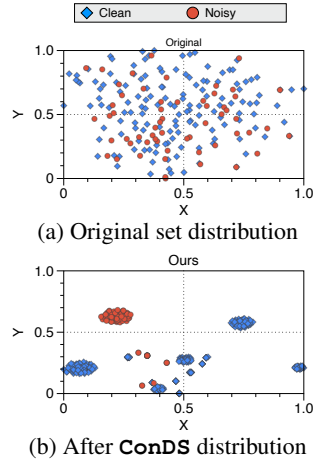 Clean Noisy
Original
1.0
Y
0.5
0
0 0.5 1.0
X
(a) Original set distribution
Ours
1.0
Y
0.5
0
0 0.5 1.0
X
(b) After ConDS distribution